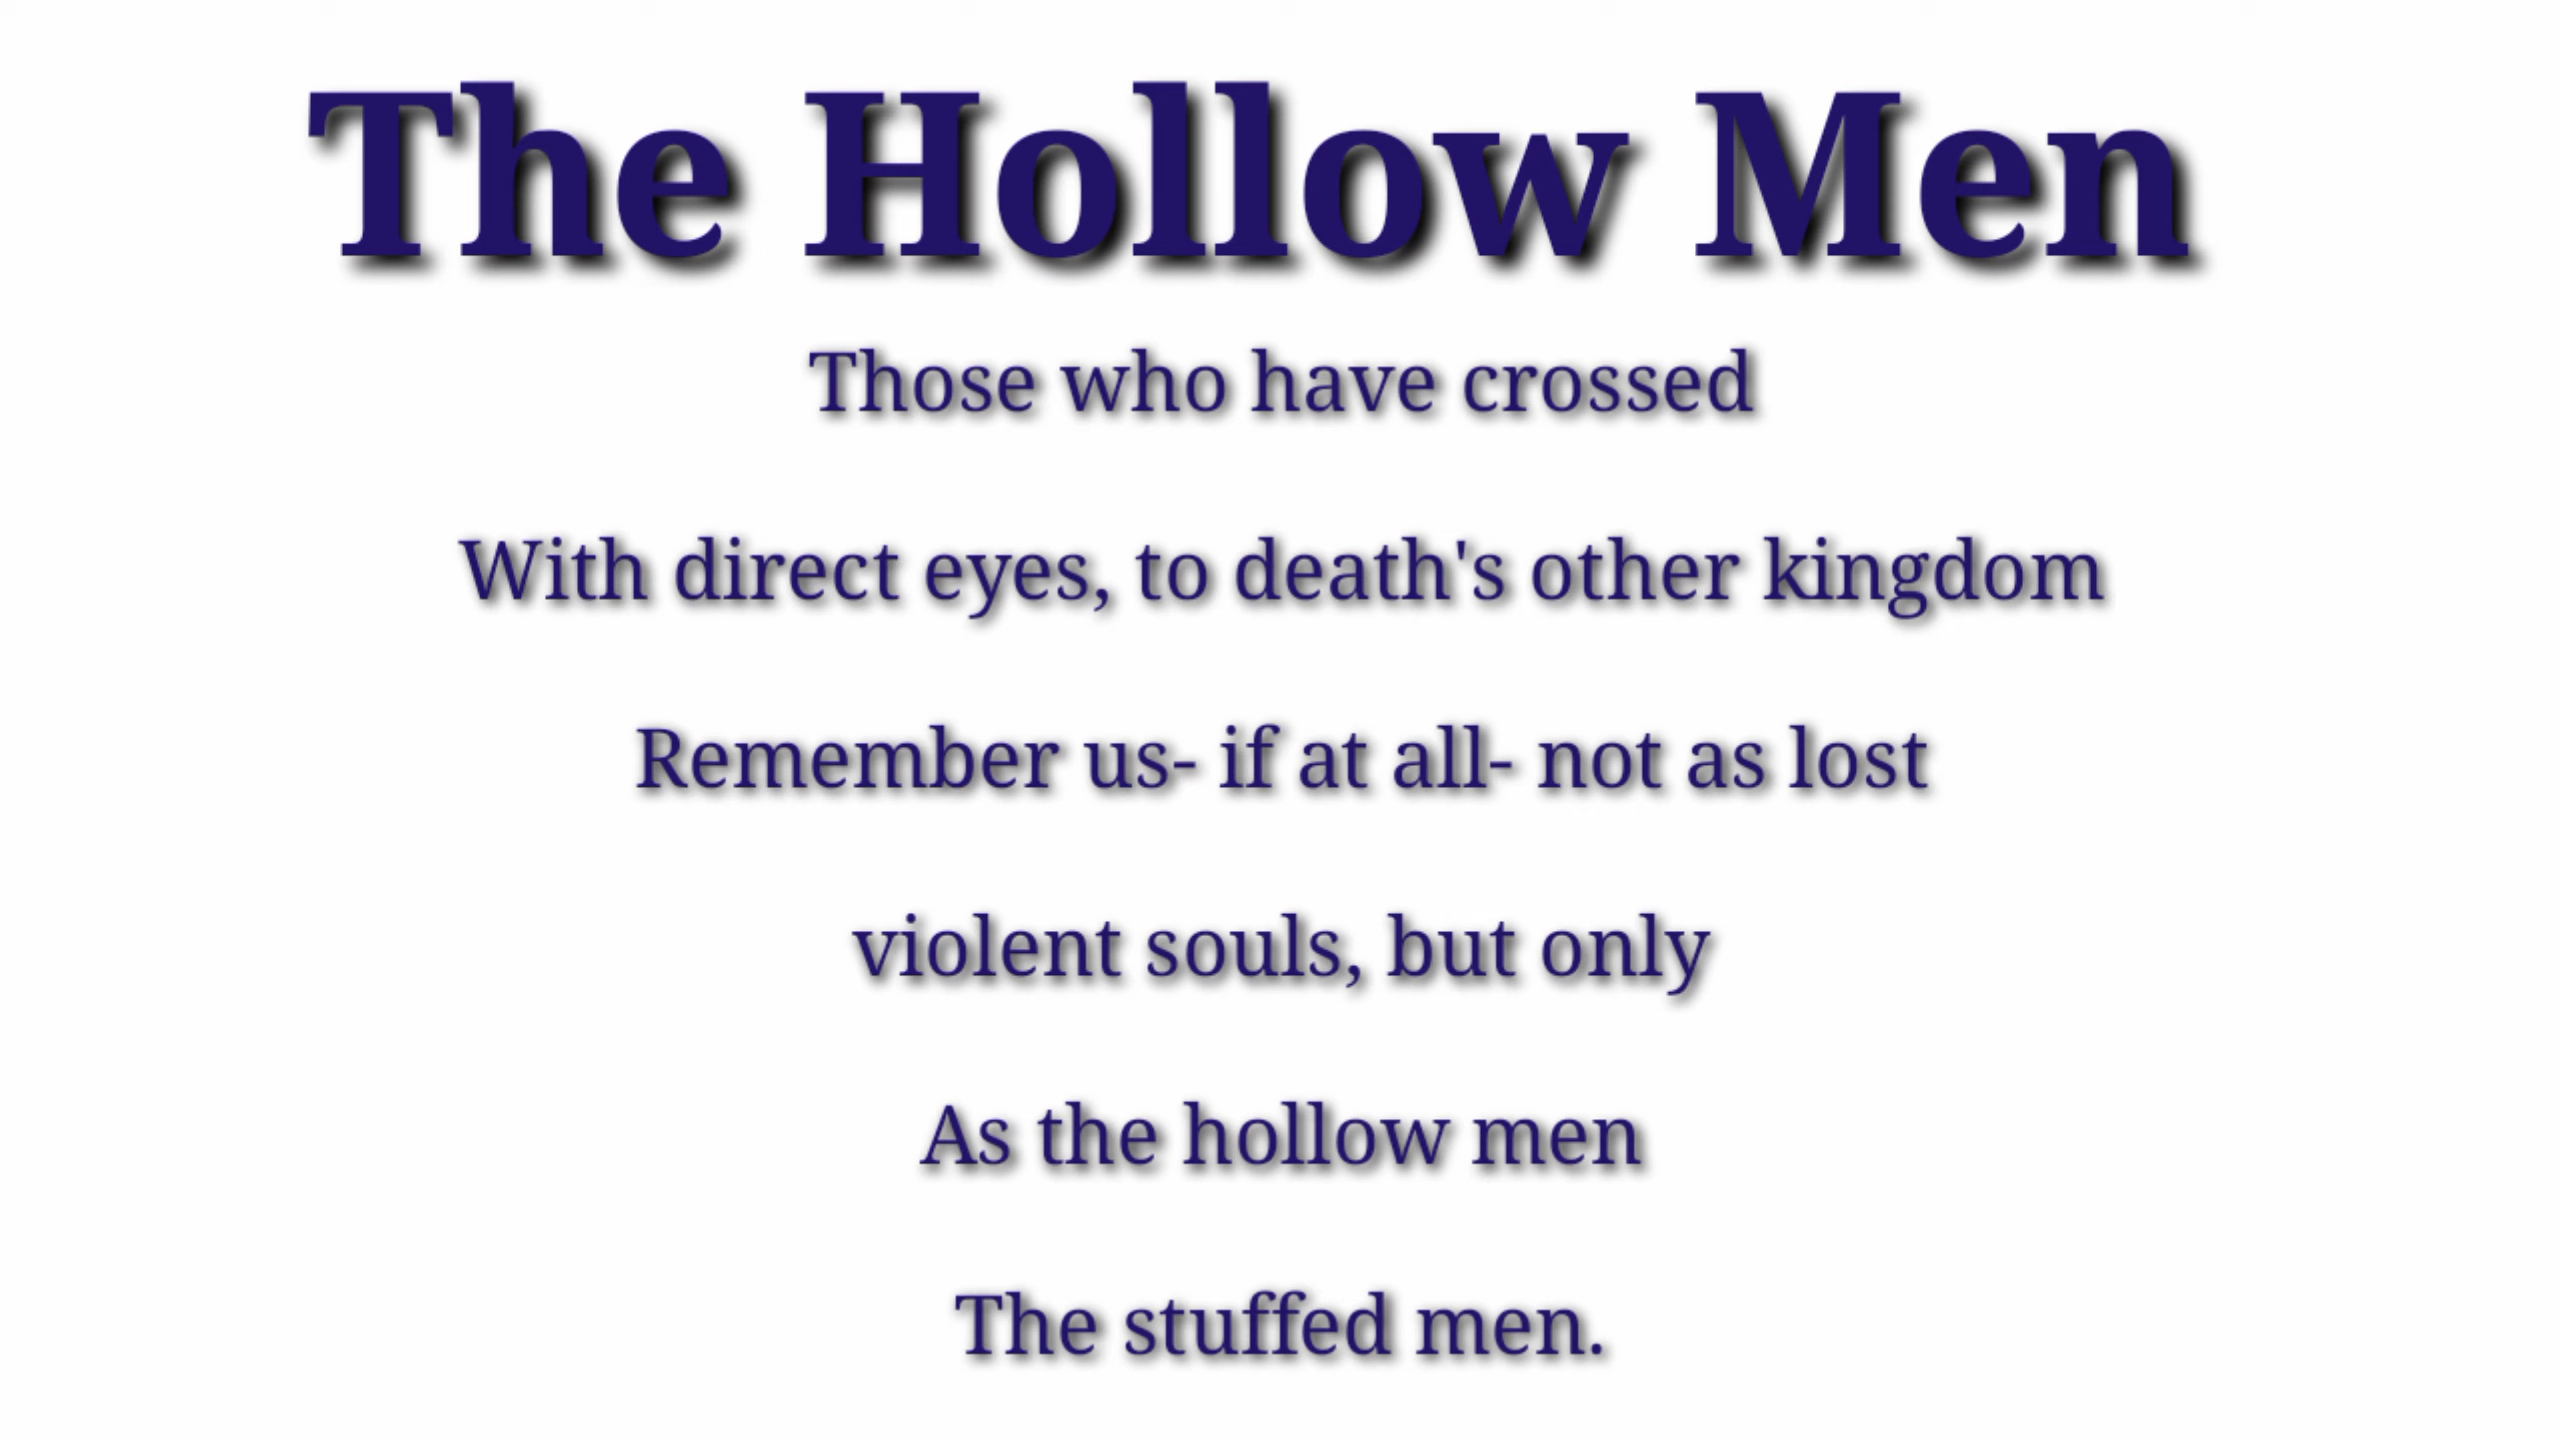 The Hollow Men
Those who have crossed
With direct eyes, to death's other kingdom
Remember us- if at all- not as lost
violent souls, but only
As the hollow men
The stuffed men.